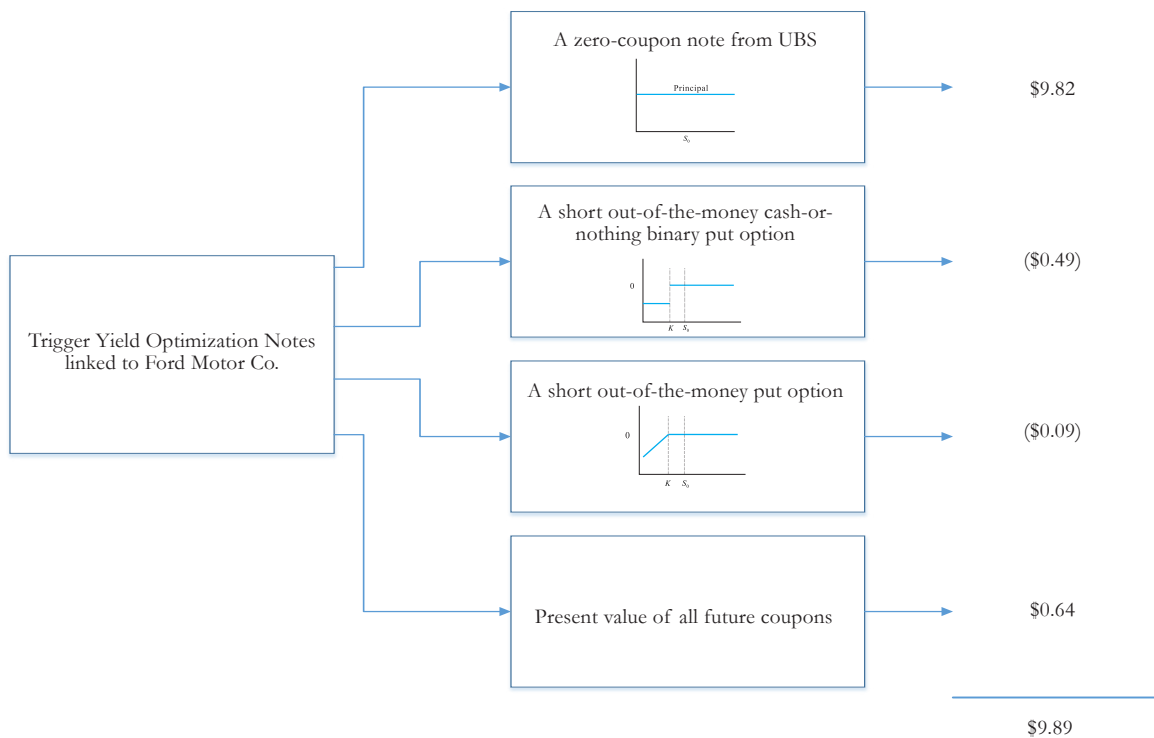 A zero-coupon note from UBS
Principal
S₀
$9.82
A short out-of-the-money cash-or-
nothing binary put option
0
K
S₀
($0.49)
Trigger Yield Optimization Notes
linked to Ford Motor Co.
A short out-of-the-money put option
0
K
S₀
($0.09)
Present value of all future coupons
$0.64
$9.89